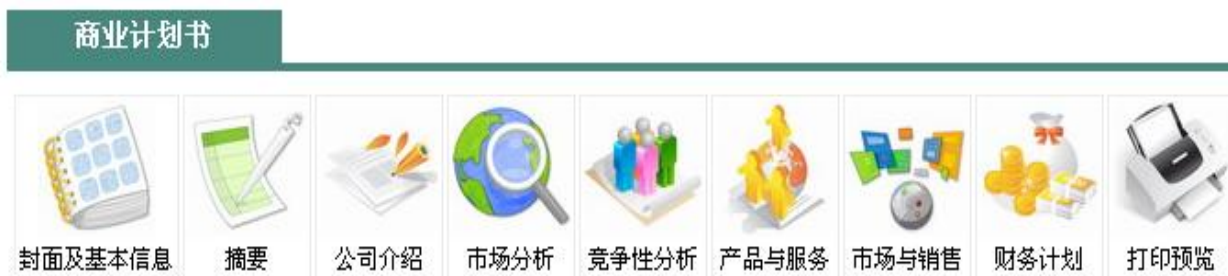 商业计划书
封面及基本信息 摘要 公司介绍 市场分析 竞争性分析 产品与服务 市场与销售 财务计划 打印预览